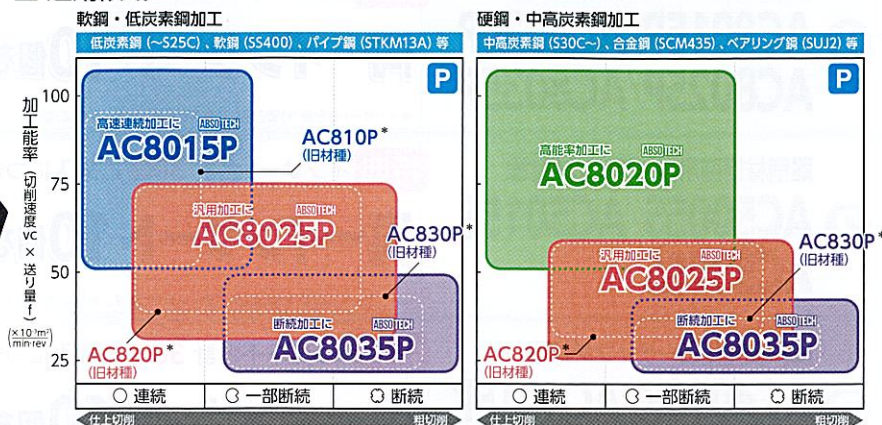 軟鋼・低炭素鋼加工
低炭素鋼（～S25C）、軟鋼（SS400）、パイプ鋼（STKM13A）等
P
加工能率（切削速度vc×送り量f）
(×10⁻³m²/min·rev)
100
75
50
25
高速連続加工に ABSOTECH
AC8015P
AC810P*
(旧材種)
汎用加工に ABSOTECH
AC8025P
AC830P*
(旧材種)
断続加工に ABSOTECH
AC8035P
AC820P*
(旧材種)
連続
一部断続
断続
仕上切削
粗切削
硬鋼・中高炭素鋼加工
中高炭素鋼（S30C～）、合金鋼（SCM435）、ベアリング鋼（SUJ2）等
P
高能率加工に ABSOTECH
AC8020P
汎用加工に ABSOTECH
AC8025P
AC830P*
(旧材種)
断続加工に ABSOTECH
AC8035P
AC820P*
(旧材種)
連続
一部断続
断続
仕上切削
粗切削